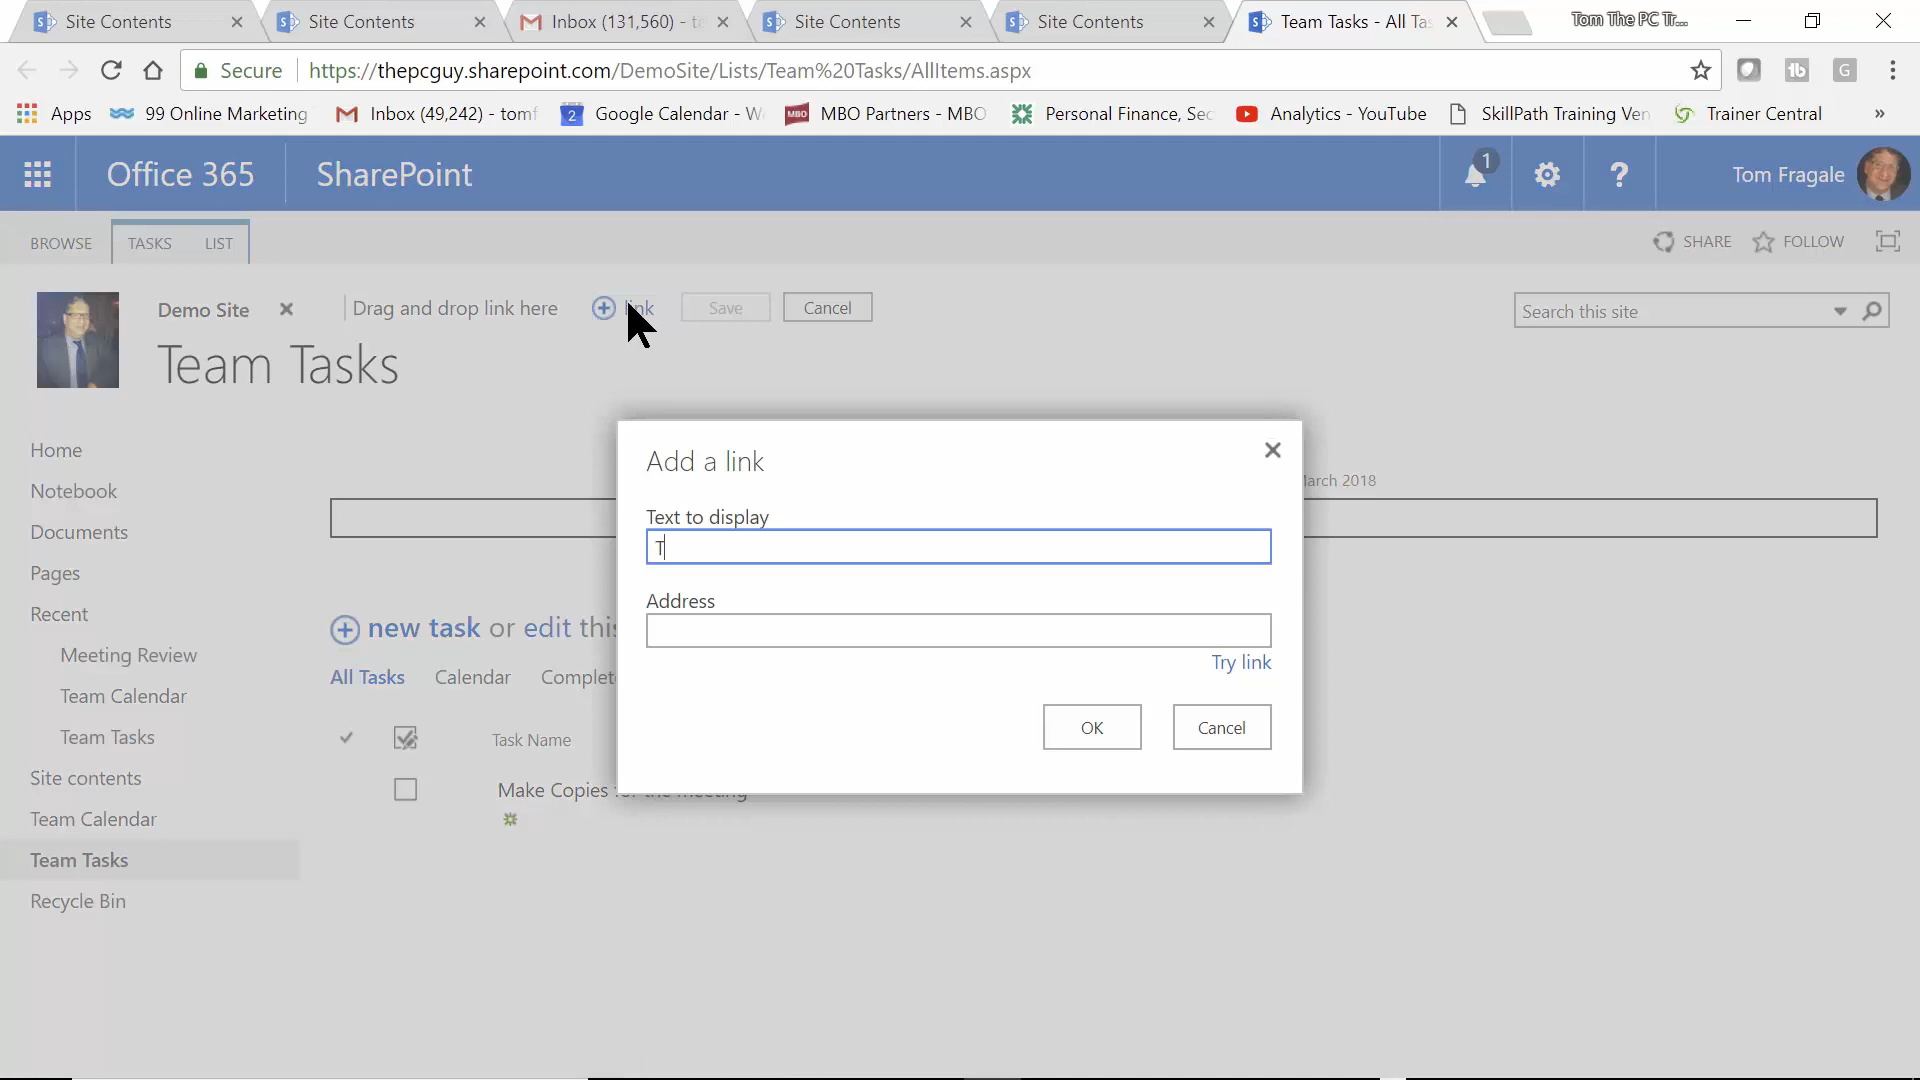 Site Contents
Site Contents
Inbox (131,560) - t
Site Contents
Site Contents
Team Tasks - All Ta
Tom The PC Tr...
Secure
https://thepcguy.sharepoint.com/DemoSite/Lists/Team%20Tasks/AllItems.aspx
Apps
99 Online Marketing
Inbox (49,242) - tomf
Google Calendar - W
MBO Partners - MBO
Personal Finance, Sec
Analytics - YouTube
SkillPath Training Ven
Trainer Central
»
Office 365
SharePoint
1
?
Tom Fragale
BROWSE
TASKS
LIST
SHARE
FOLLOW
Demo Site
Drag and drop link here
link
Save
Cancel
Search this site
Team Tasks
Home
Notebook
Documents
Pages
Recent
Meeting Review
Team Calendar
Team Tasks
Site contents
Team Calendar
Team Tasks
Recycle Bin
March 2018
new task or edit this
All Tasks
Calendar
Complet
Task Name
Make Copies for the meeting
Add a link
Text to display
T
Address
Try link
OK
Cancel